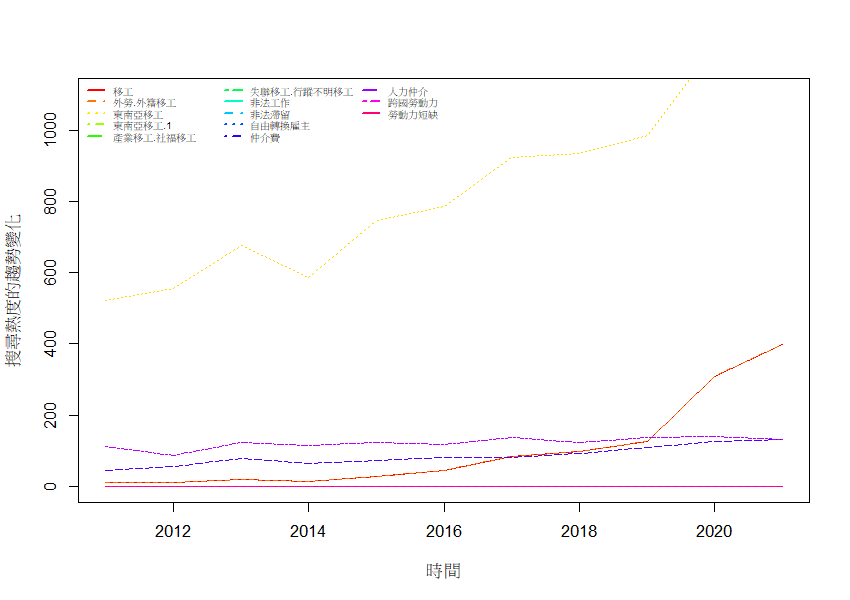 移工
外勞.外籍移工
東南亞移工
東南亞移工.1
產業移工.社福移工
失聯移工.行蹤不明移工
非法工作
非法滯留
自由轉換雇主
仲介費
人力仲介
跨國勞動力
勞動力短缺
搜尋熱度的趨勢變化
1000
800
600
400
200
0
2012 2014 2016 2018 2020
時間